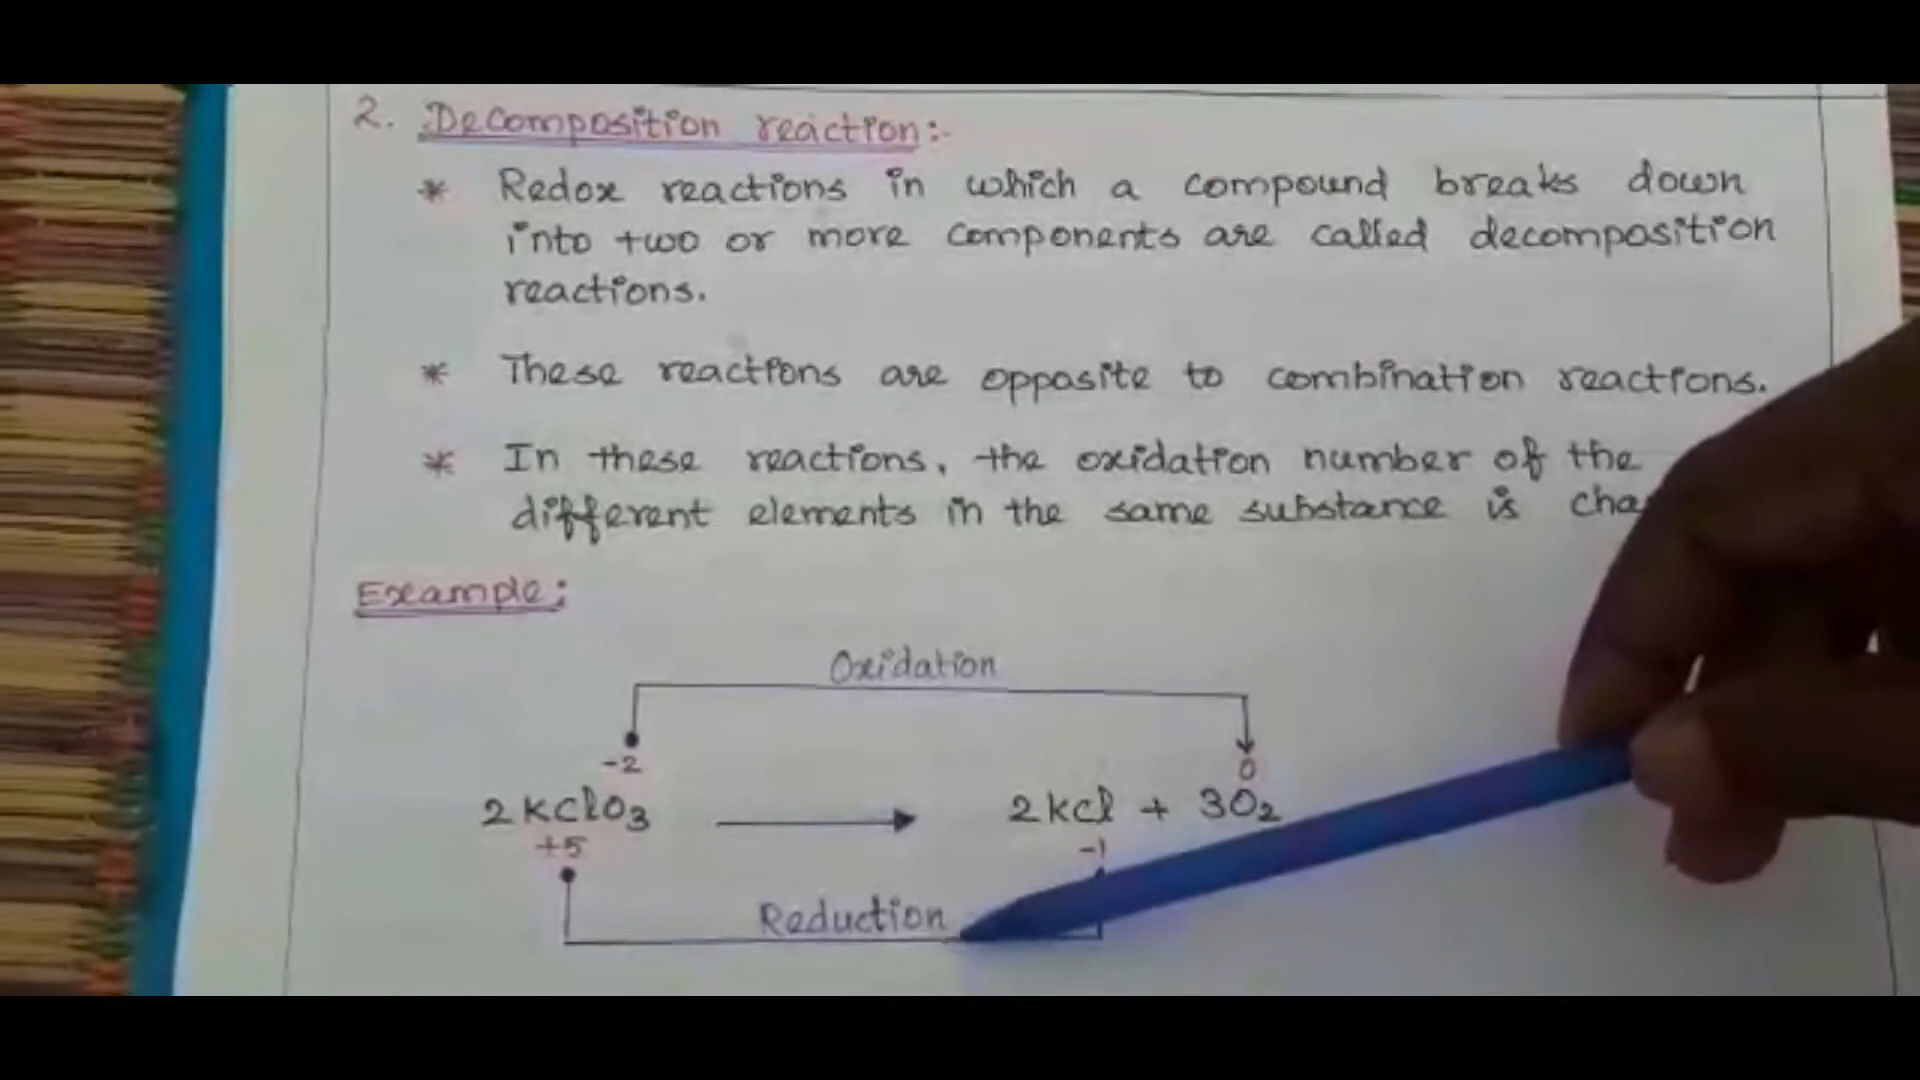 2. Decomposition reaction:-
* Redox reactions in which a compound breaks down
into two or more components are called decomposition
reactions.
* These reactions are opposite to combination reactions.
* In these reactions, the oxidation number of the
different elements in the same substance is
Example:
Oxidation
-2 0
2KClO3 → 2KCl + 3O2
+5 -1
Reduction